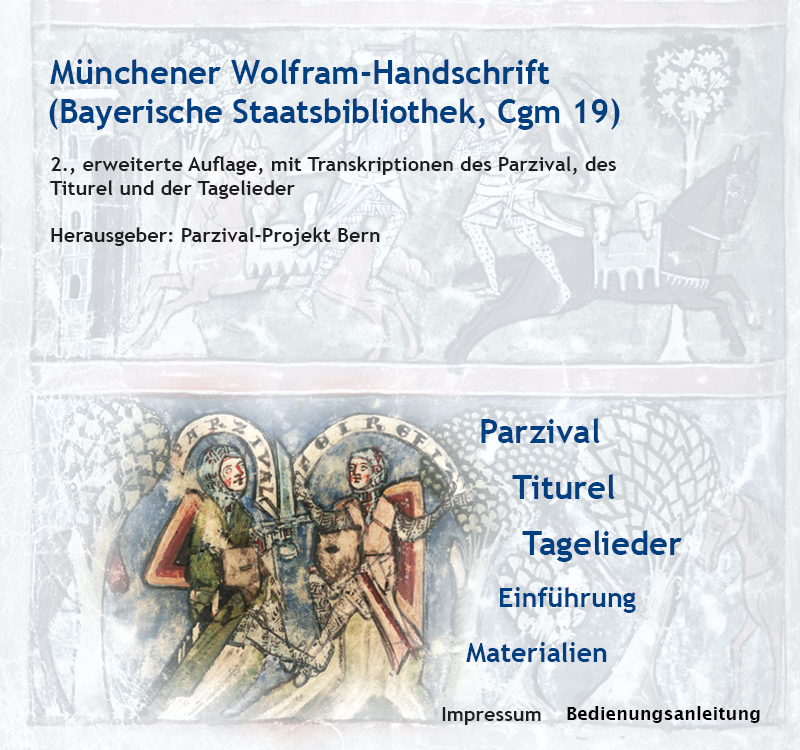 Münchener Wolfram-Handschrift
(Bayerische Staatsbibliothek, Cgm 19)
2., erweiterte Auflage, mit Transkriptionen des Parzival, des
Titurel und der Tagelieder
Herausgeber: Parzival-Projekt Bern
PARZIVAL
Parzival
Titurel
Tagelieder
Einführung
Materialien
Impressum
Bedienungsanleitung